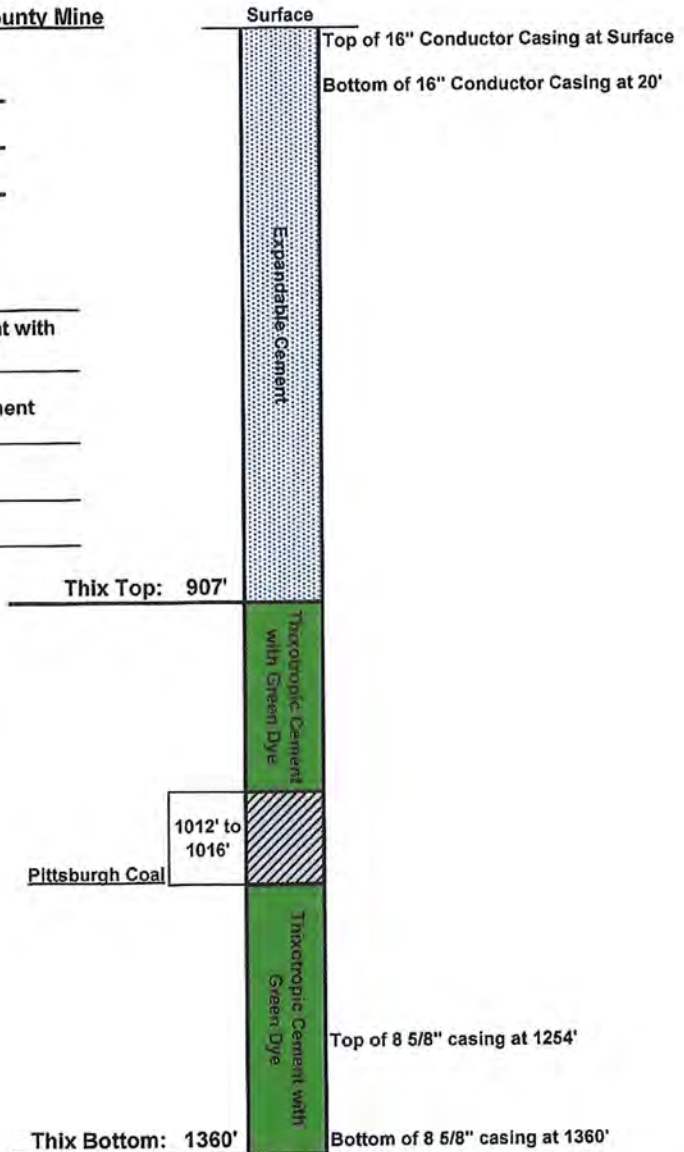 unty Mine
Surface
Top of 16" Conductor Casing at Surface
Bottom of 16" Conductor Casing at 20'
Expandable Cement
t with
nent
Thix Top: 907'
Thixotropic Cement
with Green Dye
1012' to
1016'
Pittsburgh Coal
Thixotropic Cement with
Green Dye
Top of 8 5/8" casing at 1254'
Thix Bottom: 1360'
Bottom of 8 5/8" casing at 1360'